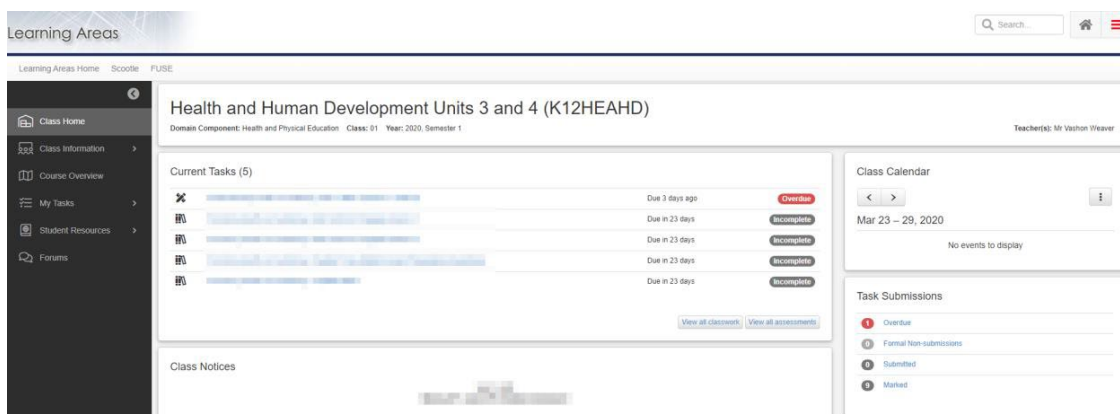 Learning Areas
Search...
Learning Areas Home Scootle FUSE
Class Home
Class Information
Course Overview
My Tasks
Student Resources
Forums
Health and Human Development Units 3 and 4 (K12HEAHD)
Domain Component: Health and Physical Education Class: 01 Year: 2020, Semester 1
Teacher(s): Mr Vashon Weaver
Current Tasks (5)
Due 3 days ago Overdue
Due in 23 days Incomplete
Due in 23 days Incomplete
Due in 23 days Incomplete
Due in 23 days Incomplete
View all classwork View all assessments
Class Notices
Class Calendar
Mar 23 – 29, 2020
No events to display
Task Submissions
1 Overdue
0 Formal Non-submissions
0 Submitted
9 Marked